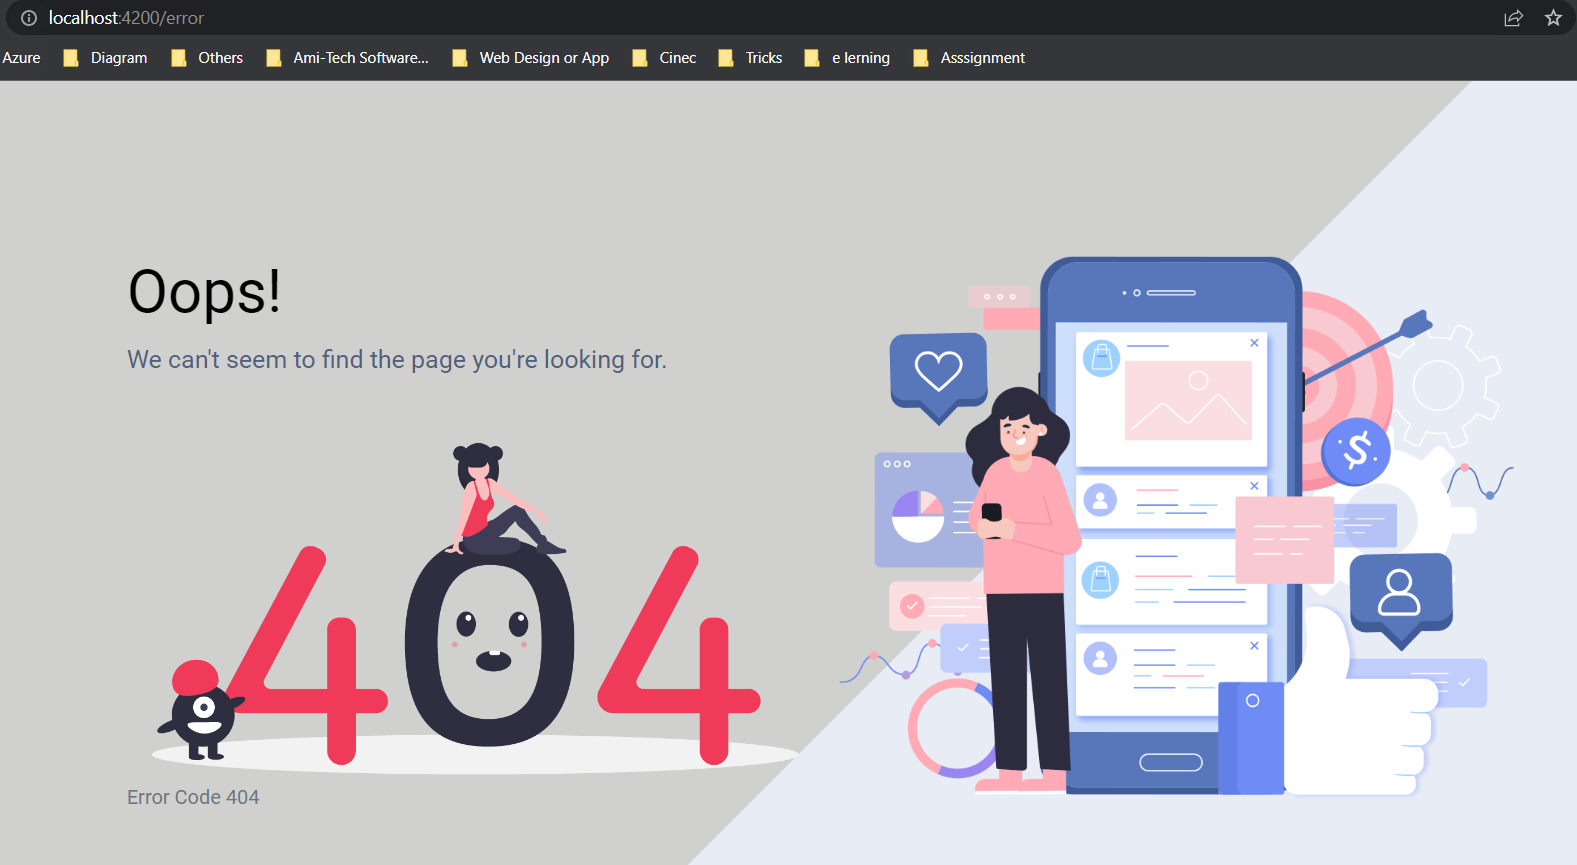 localhost:4200/error
Azure Diagram Others Ami-Tech Software... Web Design or App Cinec Tricks e lerning Asssignment
Oops!
We can't seem to find the page you're looking for.
404
Error Code 404